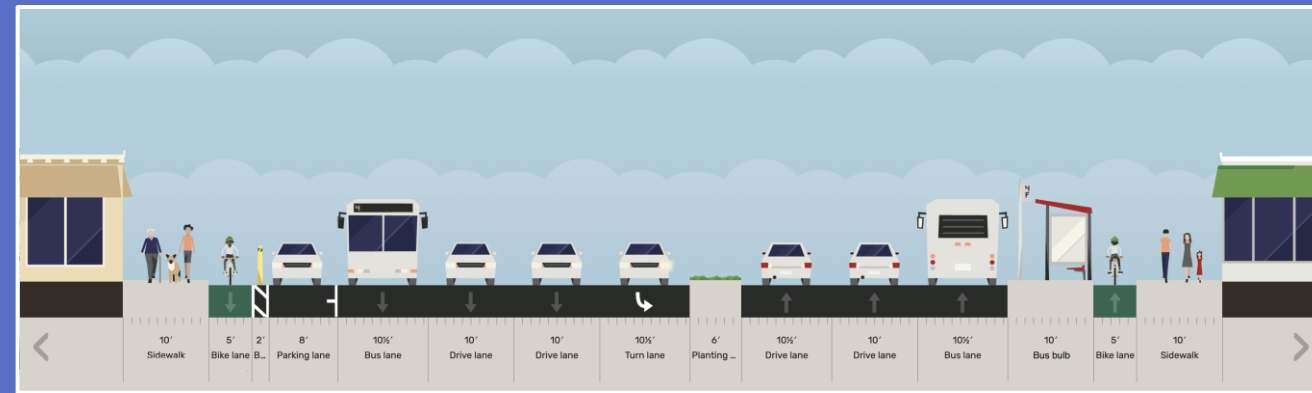 4
4
F
10′
Sidewalk
5′
Bike lane
2′
B...
8′
Parking lane
10½′
Bus lane
10′
Drive lane
10′
Drive lane
10½′
Turn lane
6′
Planting ...
10½′
Drive lane
10′
Drive lane
10½′
Bus lane
10′
Bus bulb
5′
Bike lane
10′
Sidewalk